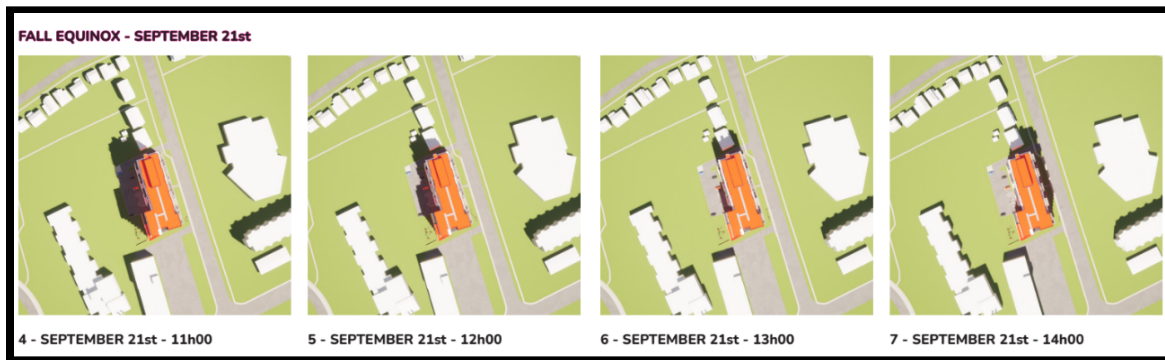 FALL EQUINOX - SEPTEMBER 21st
4 - SEPTEMBER 21st - 11h00
5 - SEPTEMBER 21st - 12h00
6 - SEPTEMBER 21st - 13h00
7 - SEPTEMBER 21st - 14h00